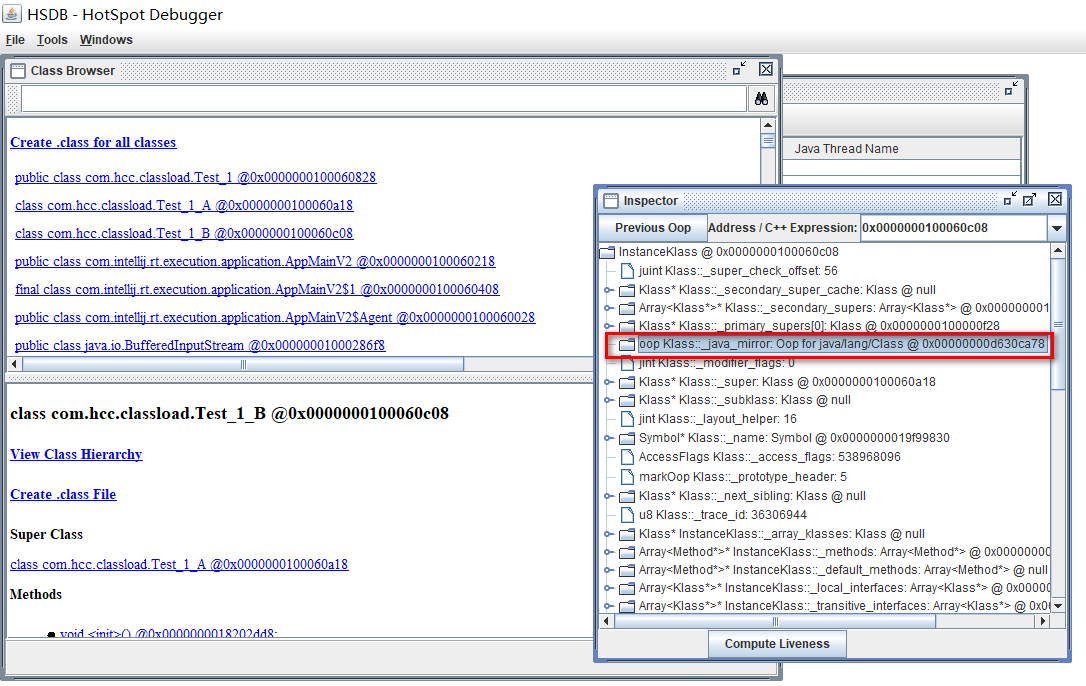 HSDB - HotSpot Debugger
File Tools Windows
Class Browser
Create .class for all classes
public class com.hcc.classload.Test_1 @0x0000000100060828
class com.hcc.classload.Test_1_A @0x0000000100060a18
class com.hcc.classload.Test_1_B @0x0000000100060c08
public class com.intellij.rt.execution.application.AppMainV2 @0x0000000100060218
final class com.intellij.rt.execution.application.AppMainV2$1 @0x0000000100060408
public class com.intellij.rt.execution.application.AppMainV2$Agent @0x0000000100060028
public class java.io.BufferedInputStream @0x00000001000286f8
class com.hcc.classload.Test_1_B @0x0000000100060c08
View Class Hierarchy
Create .class File
Super Class
class com.hcc.classload.Test_1_A @0x0000000100060a18
Methods
void <init>() @0x0000000018202dd8;
Java Thread Name
Inspector
Previous Oop Address / C++ Expression: 0x0000000100060c08
InstanceKlass @ 0x0000000100060c08
juint Klass::_super_check_offset: 56
Klass* Klass::_secondary_super_cache: Klass @ null
Array<Klass*>* Klass::_secondary_supers: Array<Klass*> @ 0x000000001
Klass* Klass::_primary_supers[0]: Klass @ 0x0000000100000f28
oop Klass::_java_mirror: Oop for java/lang/Class @ 0x00000000d630ca78
jint Klass::_modifier_flags: 0
Klass* Klass::_super: Klass @ 0x0000000100060a18
Klass* Klass::_subklass: Klass @ null
jint Klass::_layout_helper: 16
Symbol* Klass::_name: Symbol @ 0x0000000019f99830
AccessFlags Klass::_access_flags: 538968096
markOop Klass::_prototype_header: 5
Klass* Klass::_next_sibling: Klass @ null
u8 Klass::_trace_id: 36306944
Klass* InstanceKlass::_array_klasses: Klass @ null
Array<Method*>* InstanceKlass::_methods: Array<Method*> @ 0x00000000
Array<Method*>* InstanceKlass::_default_methods: Array<Method*> @ null
Array<Klass*>* InstanceKlass::_local_interfaces: Array<Klass*> @ 0x0000
Array<Klass*>* InstanceKlass::_transitive_interfaces: Array<Klass*> @ 0x00
Compute Liveness